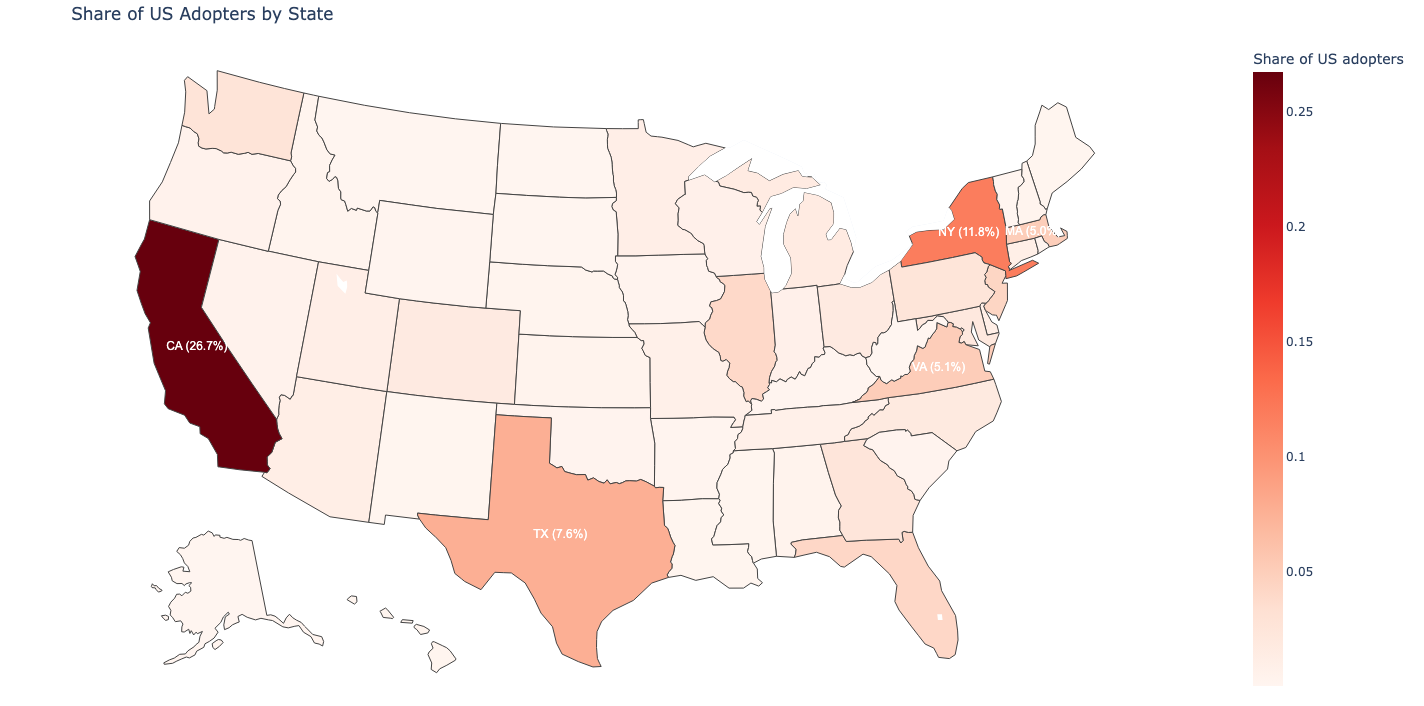 Share of US Adopters by State
Share of US adopters
0.25
0.2
0.15
0.1
0.05
NY (11.8%)
MA (5.0%)
CA (26.7%)
VA (5.1%)
TX (7.6%)